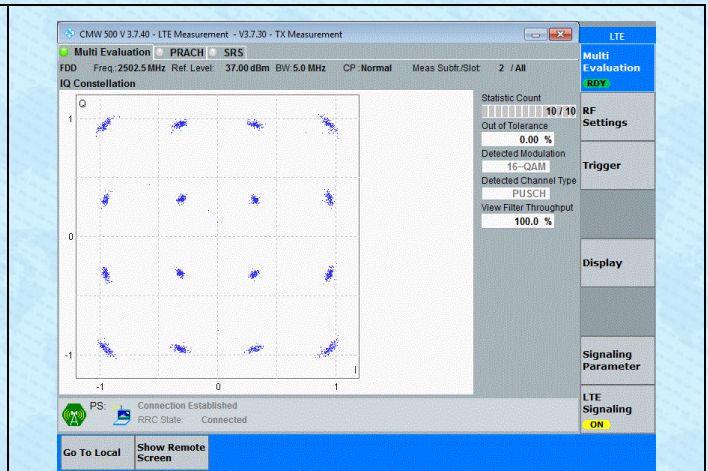 CMW 500 V 3.7.40 - LTE Measurement - V3.7.30 - TX Measurement
LTE
Multi Evaluation PRACH SRS
FDD Freq.: 2502.5 MHz Ref. Level: 37.00 dBm BW: 5.0 MHz CP : Normal Meas Subfr./Slot: 2 / All
IQ Constellation
Q
1
0
-1
-1 0 1
I
Statistic Count
10 / 10
Out of Tolerance
0.00 %
Detected Modulation
16-QAM
Detected Channel Type
PUSCH
View Filter Throughput
100.0 %
Multi
Evaluation
RDY
RF
Settings
Trigger
Display
Signaling
Parameter
LTE
Signaling
ON
PS: Connection Established
RRC State: Connected
Go To Local
Show Remote
Screen